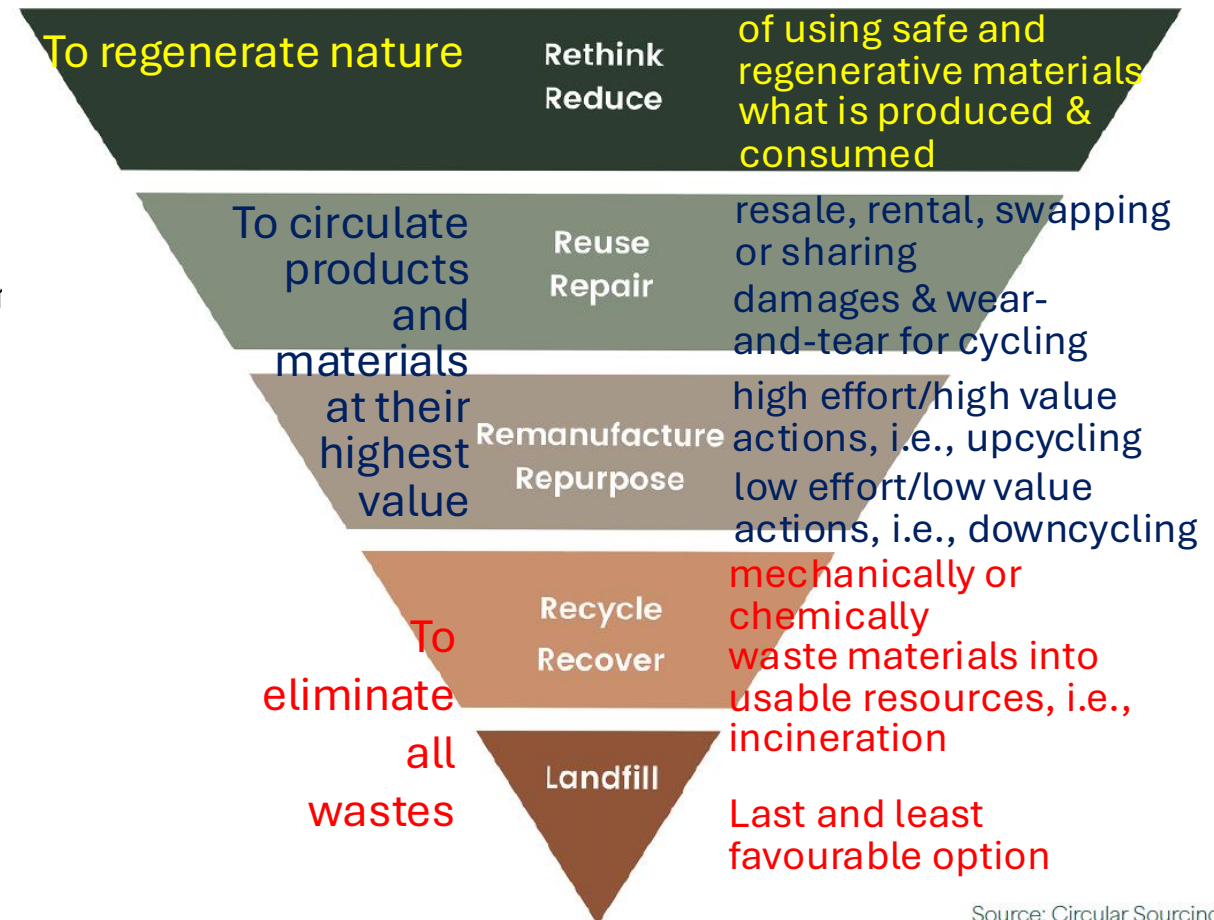 To regenerate nature
Rethink
Reduce
of using safe and
regenerative materials
what is produced &
consumed
To circulate
products
and
materials
at their
highest
value
Reuse
Repair
resale, rental, swapping
or sharing
damages & wear-
and-tear for cycling
Remanufacture
Repurpose
high effort/high value
actions, i.e., upcycling
low effort/low value
actions, i.e., downcycling
To
eliminate
all
wastes
Recycle
Recover
mechanically or
chemically
waste materials into
usable resources, i.e.,
incineration
Landfill
Last and least
favourable option
Source: Circular Sourcing